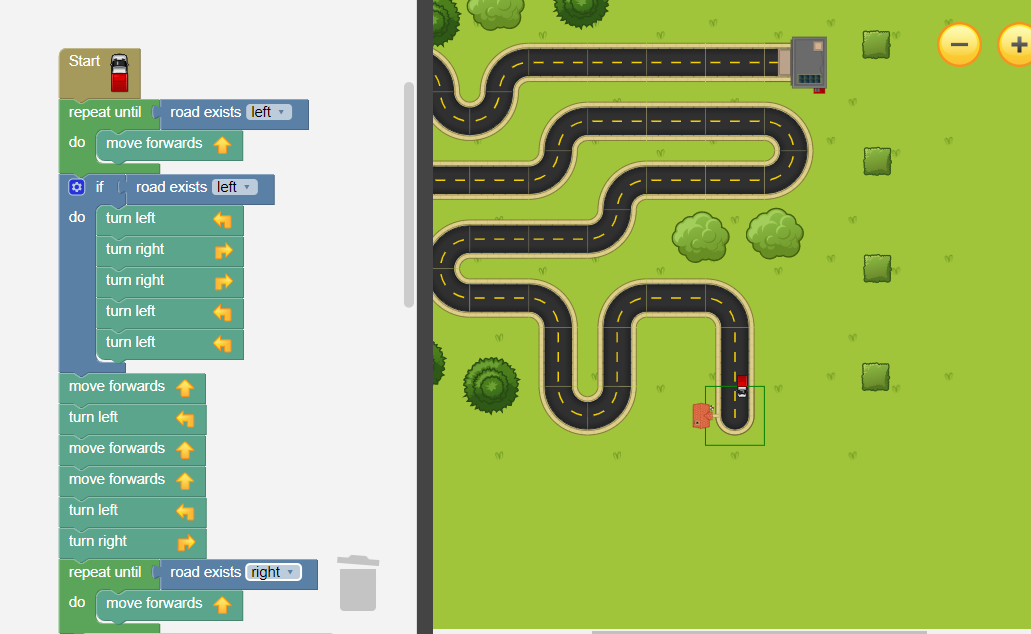 Start
repeat until road exists left
do move forwards
if road exists left
do turn left
turn right
turn right
turn left
turn left
move forwards
turn left
move forwards
move forwards
turn left
turn right
repeat until road exists right
do move forwards